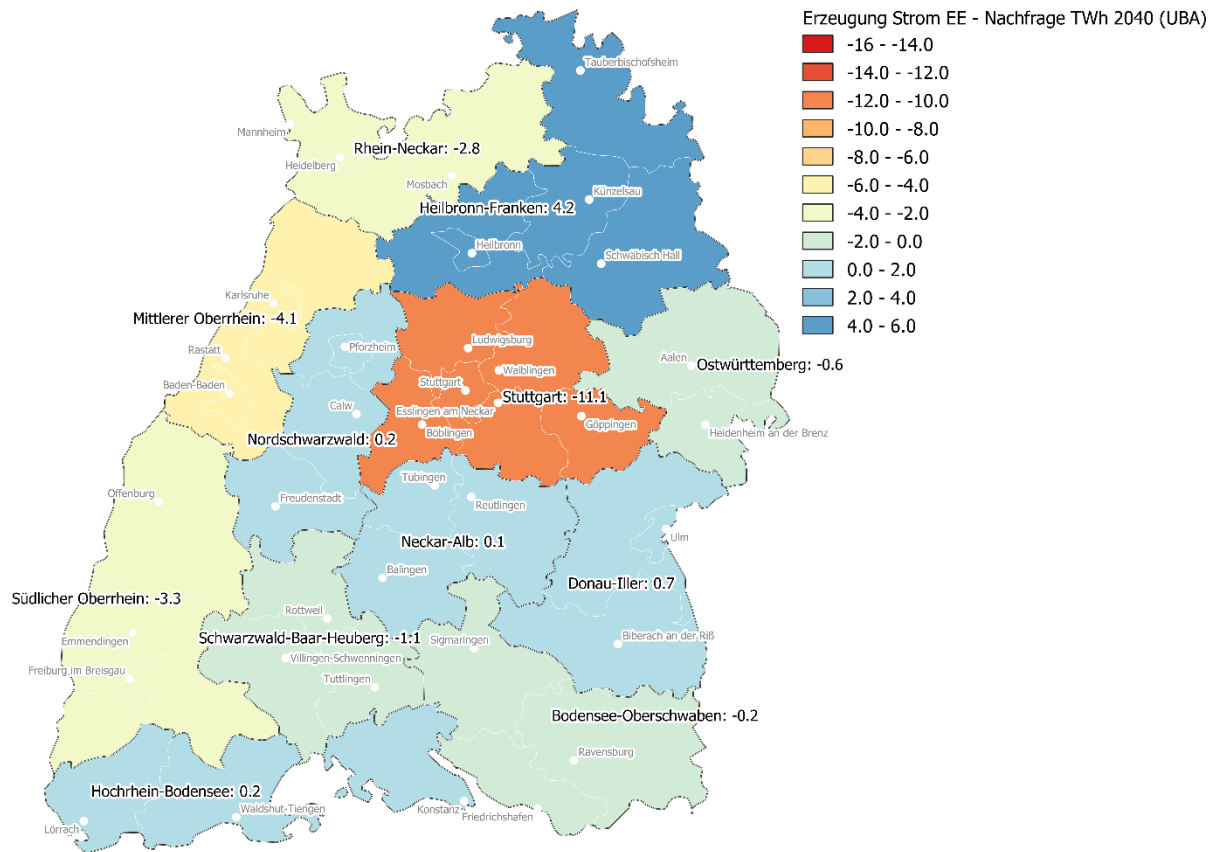 Erzeugung Strom EE - Nachfrage TWh 2040 (UBA)
-16 - -14.0
-14.0 - -12.0
-12.0 - -10.0
-10.0 - -8.0
-8.0 - -6.0
-6.0 - -4.0
-4.0 - -2.0
-2.0 - 0.0
0.0 - 2.0
2.0 - 4.0
4.0 - 6.0
Tauberbischofsheim
Mannheim
Rhein-Neckar: -2.8
Heidelberg
Mosbach
Künzelsau
Heilbronn-Franken: 4.2
Heilbronn
Schwäbisch Hall
Karlsruhe
Mittlerer Oberrhein: -4.1
Ludwigsburg
Pforzheim
Rastatt
Aalen
Ostwürttemberg: -0.6
Waiblingen
Baden-Baden
Stuttgart
Stuttgart: -11.1
Calw
Esslingen am Neckar
Göppingen
Heidenheim an der Brenz
Böblingen
Nordschwarzwald: 0.2
Tübingen
Offenburg
Freudenstadt
Reutlingen
Ulm
Neckar-Alb: 0.1
Balingen
Donau-Iller: 0.7
Südlicher Oberrhein: -3.3
Rottweil
Emmendingen
Schwarzwald-Baar-Heuberg: -1.1
Sigmaringen
Biberach an der Riß
Villingen-Schwenningen
Freiburg im Breisgau
Tuttlingen
Bodensee-Oberschwaben: -0.2
Ravensburg
Hochrhein-Bodensee: 0.2
Waldshut-Tiengen
Konstanz
Friedrichshafen
Lörrach